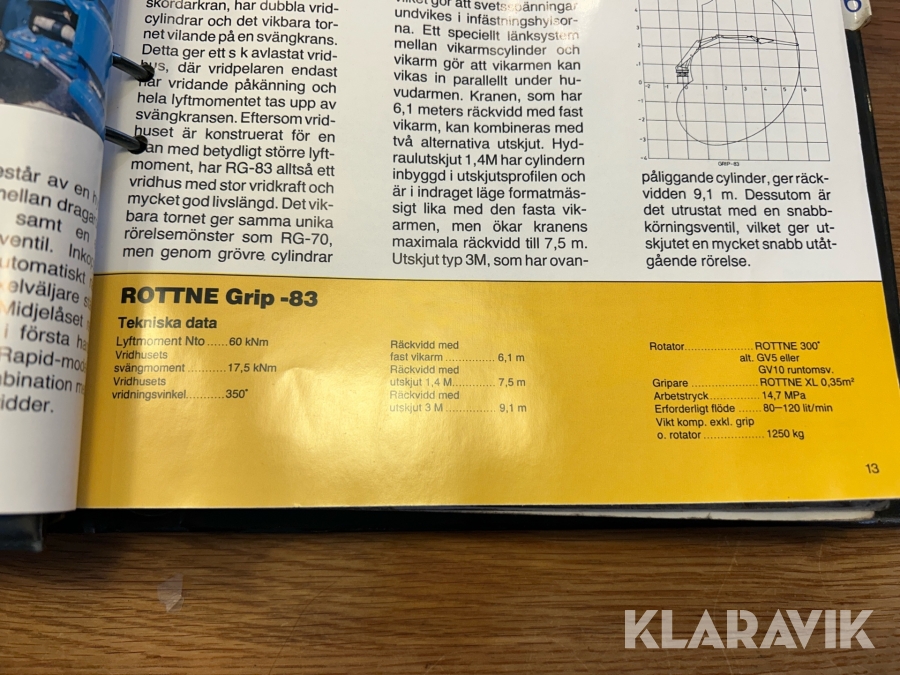 skördarkran, har dubbla vrid-
cylindrar och det vikbara tor-
net vilande på en svängkrans.
Detta ger ett s k avlastat vrid-
hus, där vridpelaren endast
har vridande påkänning och
hela lyftmomentet tas upp av
svängkransen. Eftersom vrid-
huset är konstruerat för en
kran med betydligt större lyft-
moment, har RG-83 alltså ett
vridhus med stor vridkraft och
mycket god livslängd. Det vik-
bara tornet ger samma unika
rörelsemönster som RG-70,
men genom grövre cylindrar
vilket gör att svetsspänningar
undvikes i infästningshylsor-
na. Ett speciellt länksystem
mellan vikarmscylinder och
vikarm gör att vikarmen kan
vikas in parallellt under hu-
vudarmen. Kranen, som har
6,1 meters räckvidd med fast
vikarm, kan kombineras med
två alternativa utskjut. Hyd-
raulutskjut 1,4M har cylindern
inbyggd i utskjutsprofilen och
är i indraget läge formatmäs-
sigt lika med den fasta vik-
armen, men ökar kranens
maximala räckvidd till 7,5 m.
Utskjut typ 3M, som har ovan-
GRIP-83
påliggande cylinder, ger räck-
vidden 9,1 m. Dessutom är
det utrustat med en snabb-
körningsventil, vilket ger ut-
skjutet en mycket snabb utåt-
gående rörelse.
består av en
mellan
samt en
ventil.
automatiskt
elväljare
Midjelåset
i första
Rapid-
ombination
ridder.
ROTTNE Grip -83
Tekniska data
Lyftmoment Nto ...... 60 kNm
Vridhusets
svängmoment .......... 17,5 kNm
Vridhusets
vridningsvinkel.......... 350°
Räckvidd med
fast vikarm .............. 6,1 m
Räckvidd med
utskjut 1,4 M............ 7,5 m
Räckvidd med
utskjut 3 M .............. 9,1 m
Rotator.................... ROTTNE 300°
alt. GV5 eller
GV10 runtomsv.
Gripare .................... ROTTNE XL 0,35m²
Arbetstryck.............. 14,7 MPa
Erforderligt flöde ...... 80–120 lit/min
Vikt komp. exkl. grip
o. rotator .................. 1250 kg
13
KLARAVIK